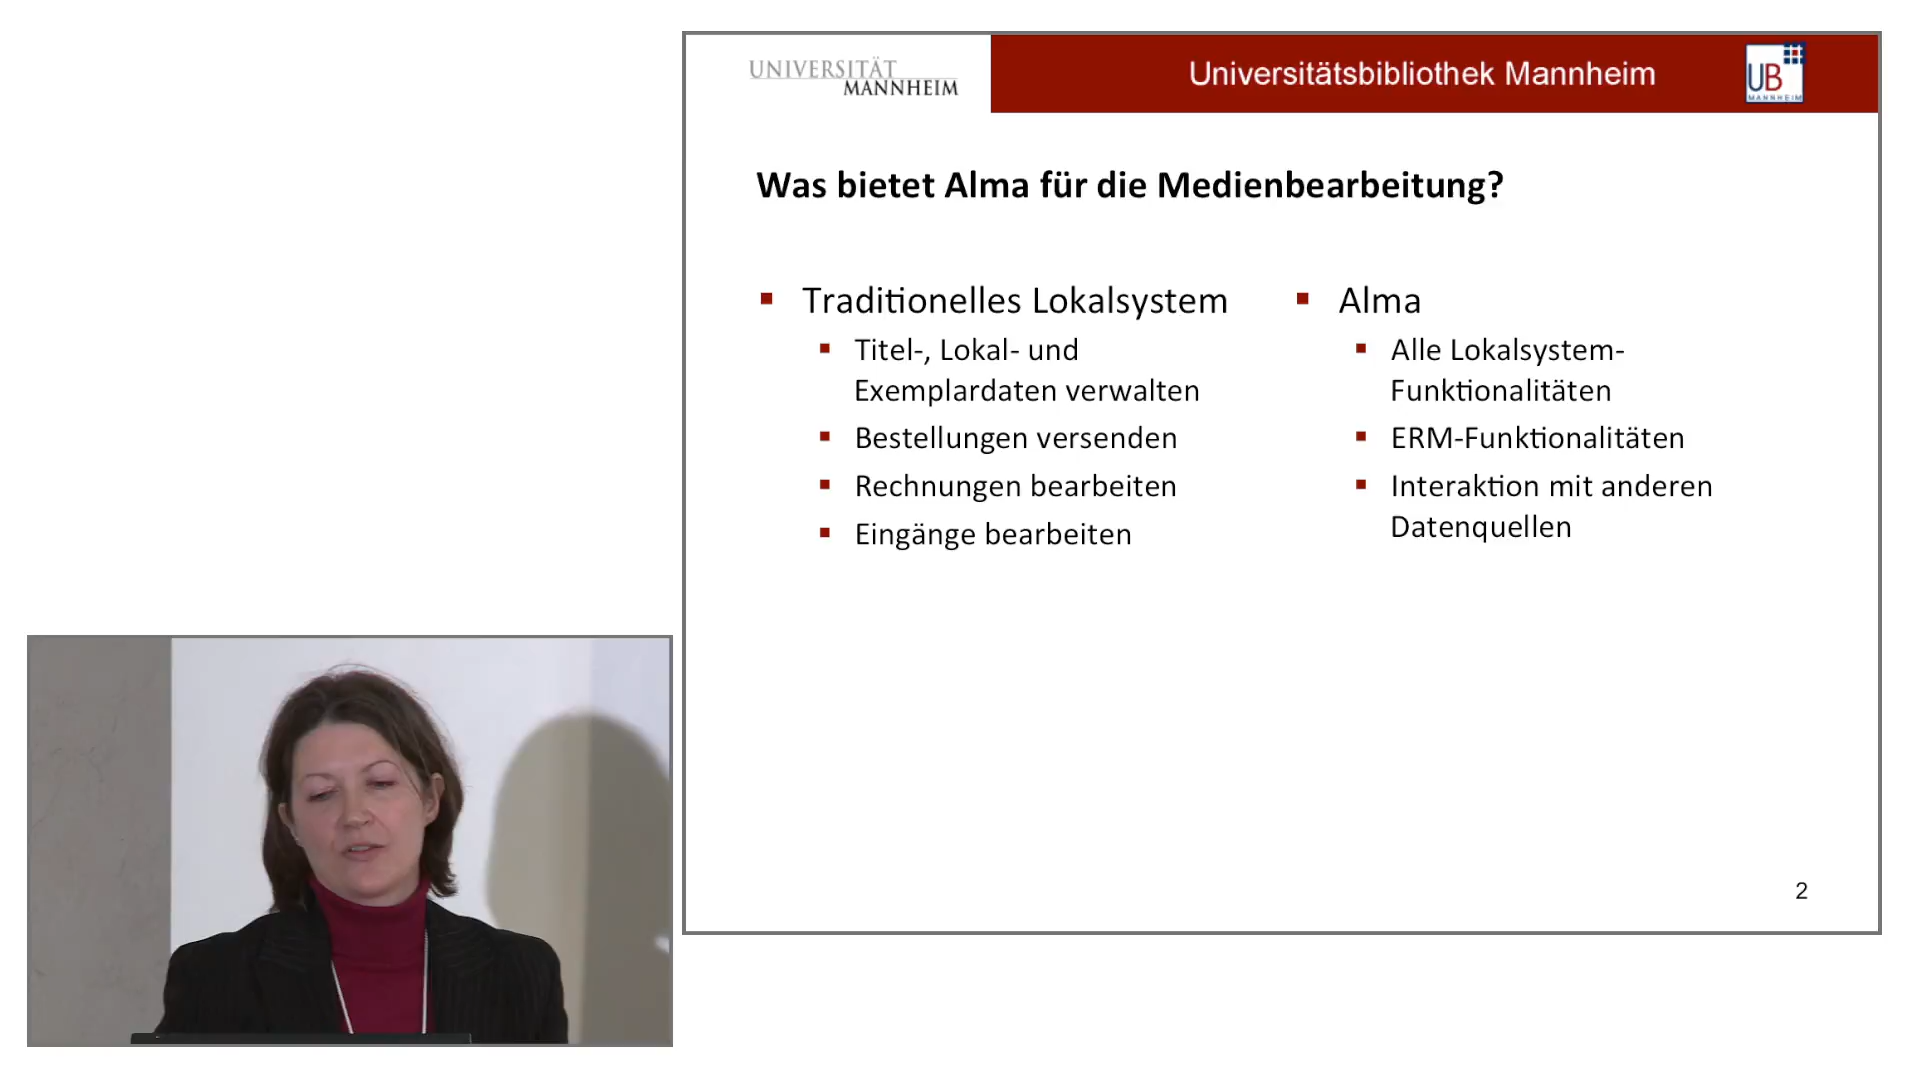 UNIVERSITÄT
MANNHEIM
Universitätsbibliothek Mannheim
UB
MANNHEIM
Was bietet Alma für die Medienbearbeitung?
Traditionelles Lokalsystem
Titel-, Lokal- und
Exemplardaten verwalten
Bestellungen versenden
Rechnungen bearbeiten
Eingänge bearbeiten
Alma
Alle Lokalsystem-
Funktionalitäten
ERM-Funktionalitäten
Interaktion mit anderen
Datenquellen
2